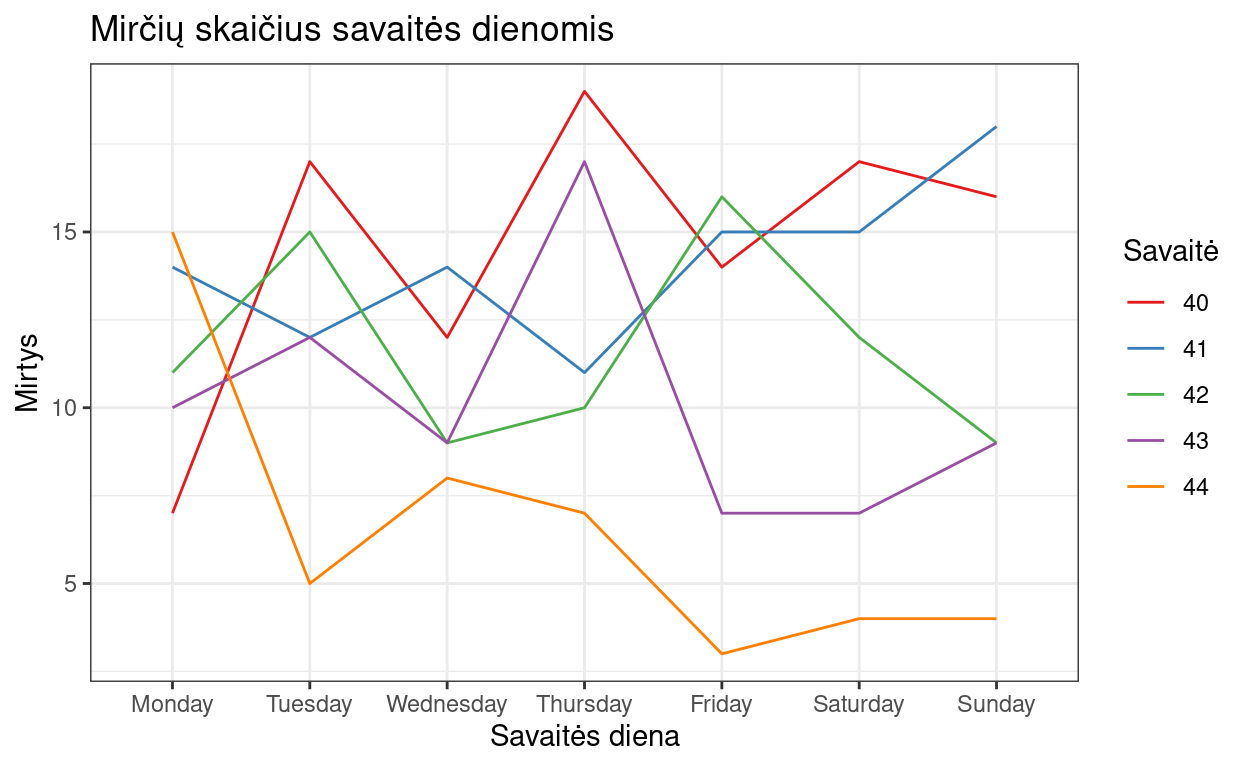 Mirčių skaičius savaitės dienomis
Mirtys
15
10
5
Monday Tuesday Wednesday Thursday Friday Saturday Sunday
Savaitės diena
Savaitė
40
41
42
43
44